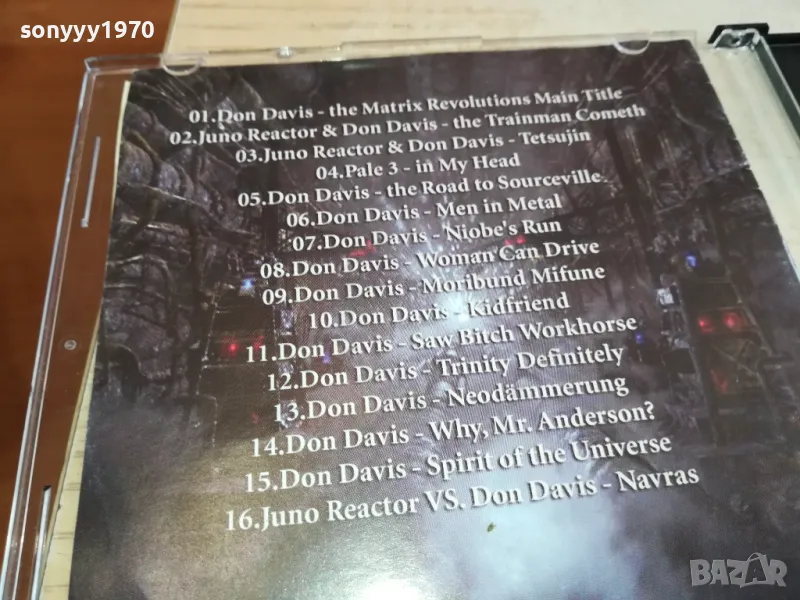 sonyyy1970
01.Don Davis - the Matrix Revolutions Main Title
02.Juno Reactor & Don Davis - the Trainman Cometh
03.Juno Reactor & Don Davis - Tetsujin
04.Pale 3 - in My Head
05.Don Davis - the Road to Sourceville
06.Don Davis - Men in Metal
07.Don Davis - Niobe's Run
08.Don Davis - Woman Can Drive
09.Don Davis - Moribund Mifune
10.Don Davis - Kidfriend
11.Don Davis - Saw Bitch Workhorse
12.Don Davis - Trinity Definitely
13.Don Davis - Neodämmerung
14.Don Davis - Why, Mr. Anderson?
15.Don Davis - Spirit of the Universe
16.Juno Reactor VS. Don Davis - Navras
BAZAR